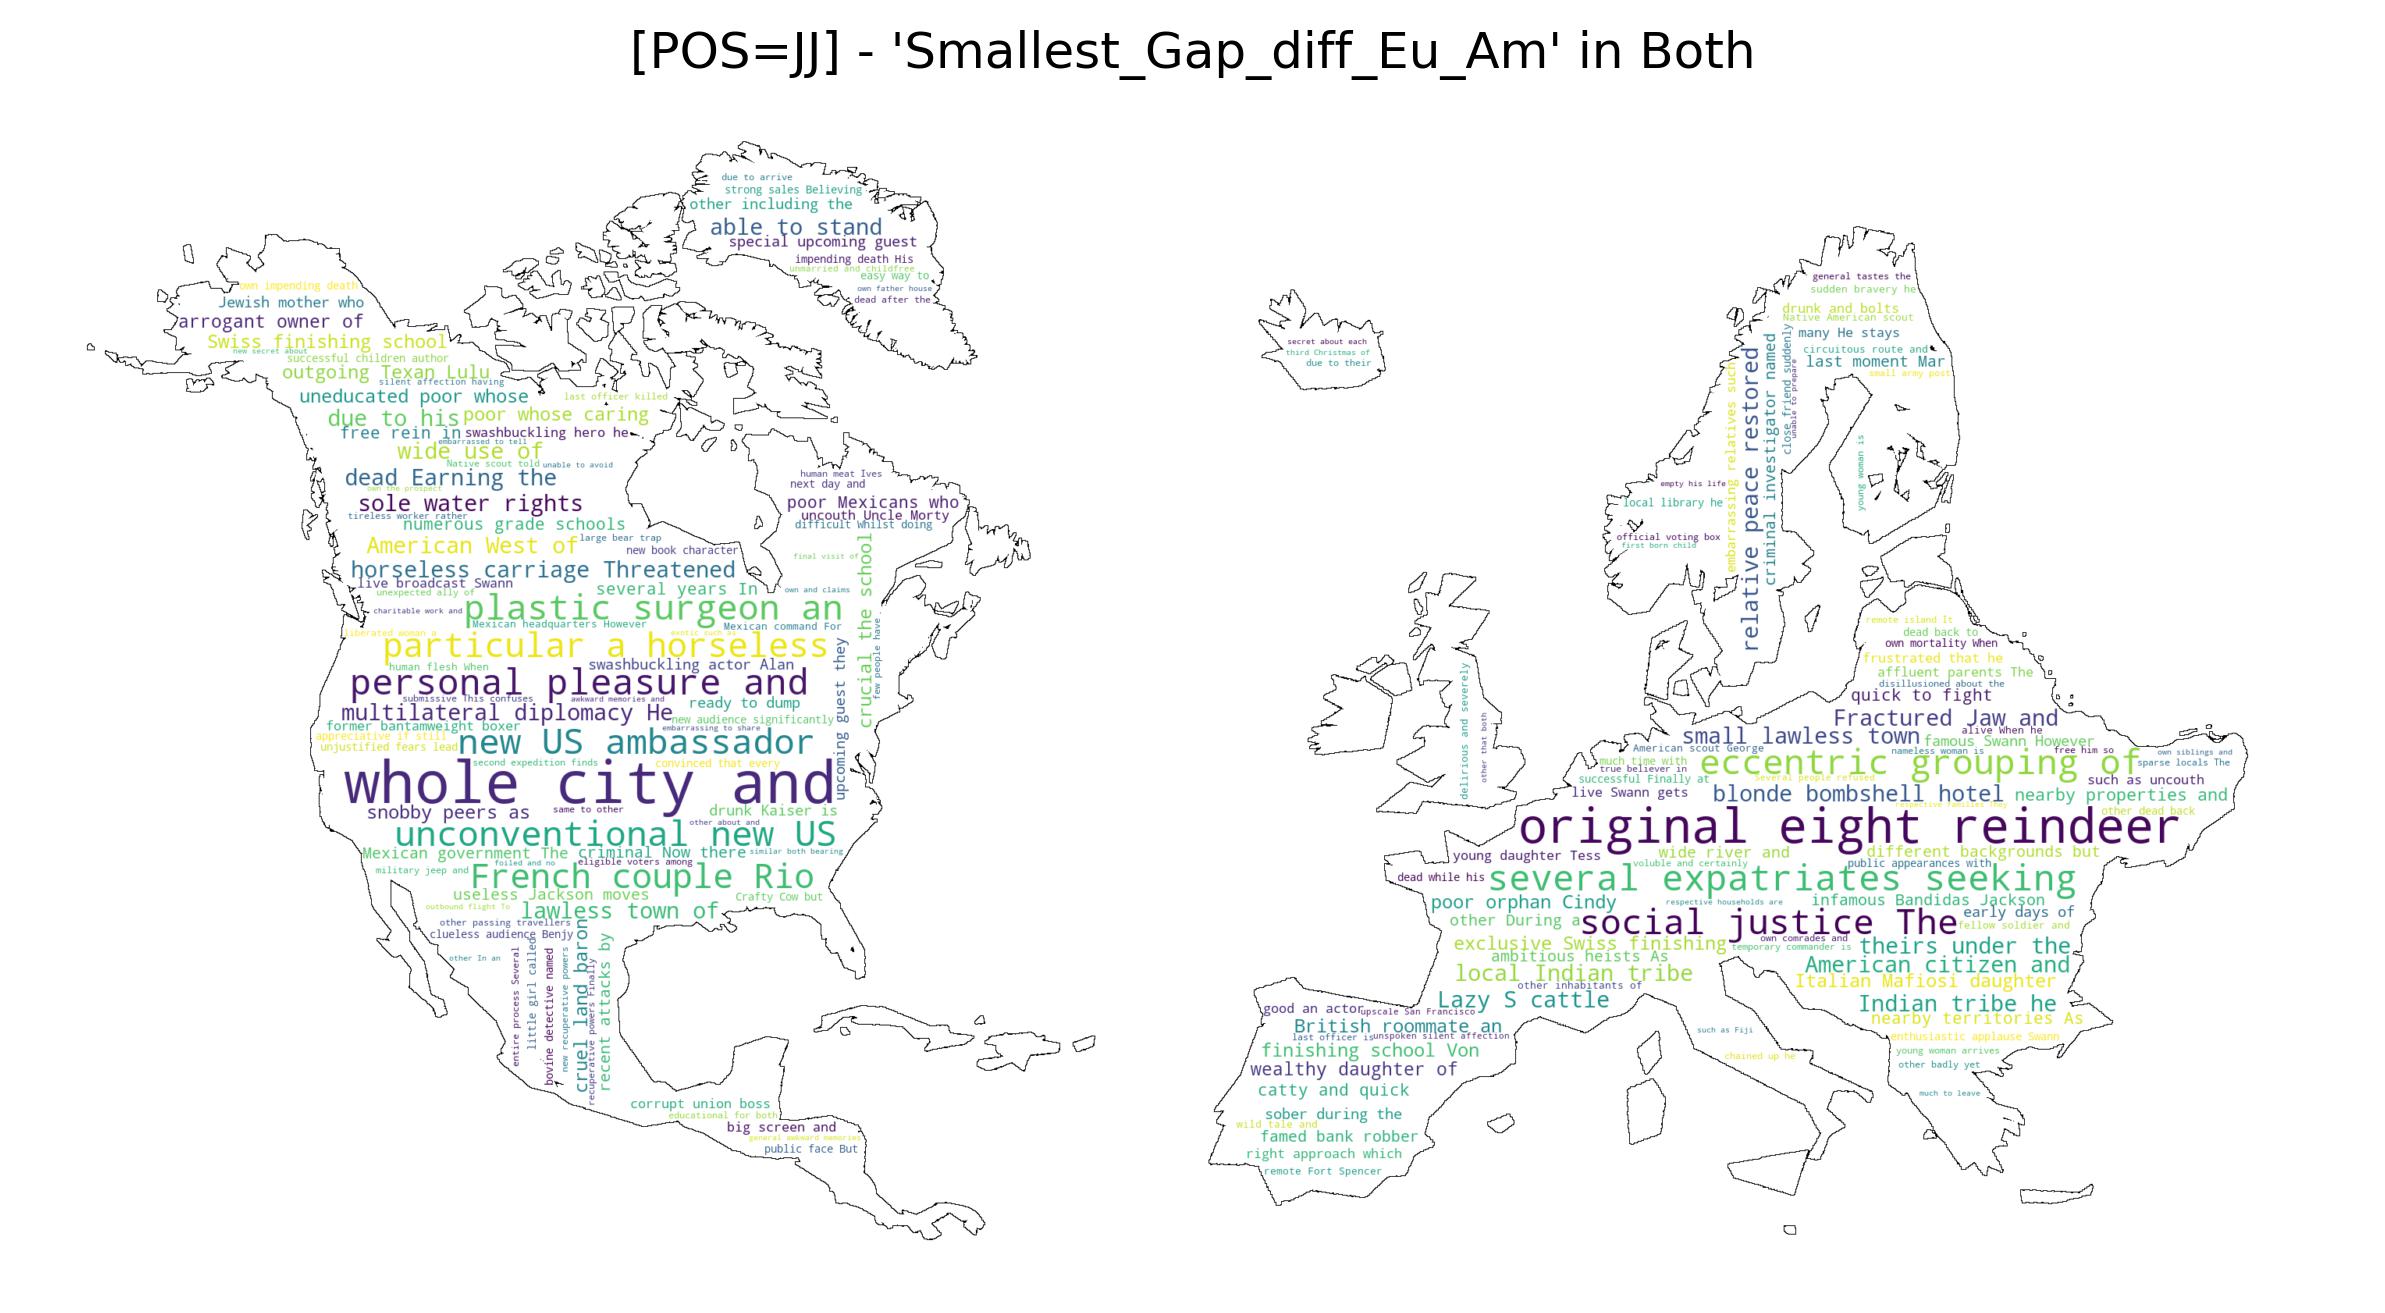 [POS=JJ] - 'Smallest_Gap_diff_Eu_Am' in Both
due to arrive
strong sales Believing
other including the
able to stand
special upcoming guest
impending death His
unmarried and childfree
easy way to
own father house
dead after the
own impending death
Jewish mother who
arrogant owner of
Swiss finishing school
new secret about
successful children author
outgoing Texan Lulu
silent affection having
uneducated poor whose
last officer killed
due to his
poor whose caring
free rein in
swashbuckling hero he
embarrassed to tell
wide use of
Native scout told
unable to avoid
dead Earning the
own the prospect
sole water rights
tireless worker rather
numerous grade schools
American West of
large bear trap
new book character
horseless carriage Threatened
live broadcast Swann
several years In
unexpected ally of
charitable work and
plastic surgeon an
Mexican headquarters However
Mexican command For
liberated woman a
exotic such as
particular a horseless
human flesh When
swashbuckling actor Alan
personal pleasure and
submissive This confuses
awkward memories and
ready to dump
multilateral diplomacy He
new audience significantly
former bantamweight boxer
embarrassing to share
appreciative if still
unjustified fears lead
new US ambassador
second expedition finds
convinced that every
whole city and
snobby peers as
same to other
drunk Kaiser is
other about and
unconventional new US
Mexican government The
criminal Now there
similar both bearing
foiled and no
eligible voters among
military jeep and
French couple Rio
useless Jackson moves
Crafty Cow but
outbound flight To
lawless town of
other passing travellers
clueless audience Benjy
other In an
human meat Ives
next day and
poor Mexicans who
uncouth Uncle Morty
difficult Whilst doing
final visit of
own and claims
crucial the school
few people have
upcoming guest they
entire process Several
little girl called
bovine detective named
new recuperative powers
cruel land baron
recuperative powers Finally
recent attacks by
corrupt union boss
educational for both
big screen and
general awkward memories
public face But
secret about each
third Christmas of
due to their
general tastes the
sudden bravery he
drunk and bolts
Native American scout
many He stays
circuitous route and
last moment Mar
small army post
embarrassing relatives such
relative peace restored
criminal investigator named
close friend suddenly
unable to prepare
young woman is
empty his life
local library he
official voting box
first born child
delirious and severely
other that both
remote island It
dead back to
own mortality When
frustrated that he
affluent parents The
disillusioned about the
quick to fight
Fractured Jaw and
alive When he
small lawless town
famous Swann However
American scout George
nameless woman is
free him so
own siblings and
much time with
eccentric grouping of
sparse locals The
true believer in
successful Finally at
Several people refused
such as uncouth
live Swann gets
blonde bombshell hotel
nearby properties and
respective families They
other dead back
original eight reindeer
young daughter Tess
wide river and
different backgrounds but
voluble and certainly
public appearances with
dead while his
several expatriates seeking
poor orphan Cindy
respective households are
infamous Bandidas Jackson
other During a
social justice The
early days of
fellow soldier and
exclusive Swiss finishing
own comrades and
temporary commander is
theirs under the
ambitious heists As
local Indian tribe
American citizen and
other inhabitants of
Italian Mafiosi daughter
Lazy S cattle
Indian tribe he
good an actor
upscale San Francisco
nearby territories As
British roommate an
such as Fiji
last officer is
unspoken silent affection
enthusiastic applause Swann
finishing school Von
chained up he
young woman arrives
wealthy daughter of
other badly yet
catty and quick
much to leave
sober during the
wild tale and
famed bank robber
right approach which
remote Fort Spencer